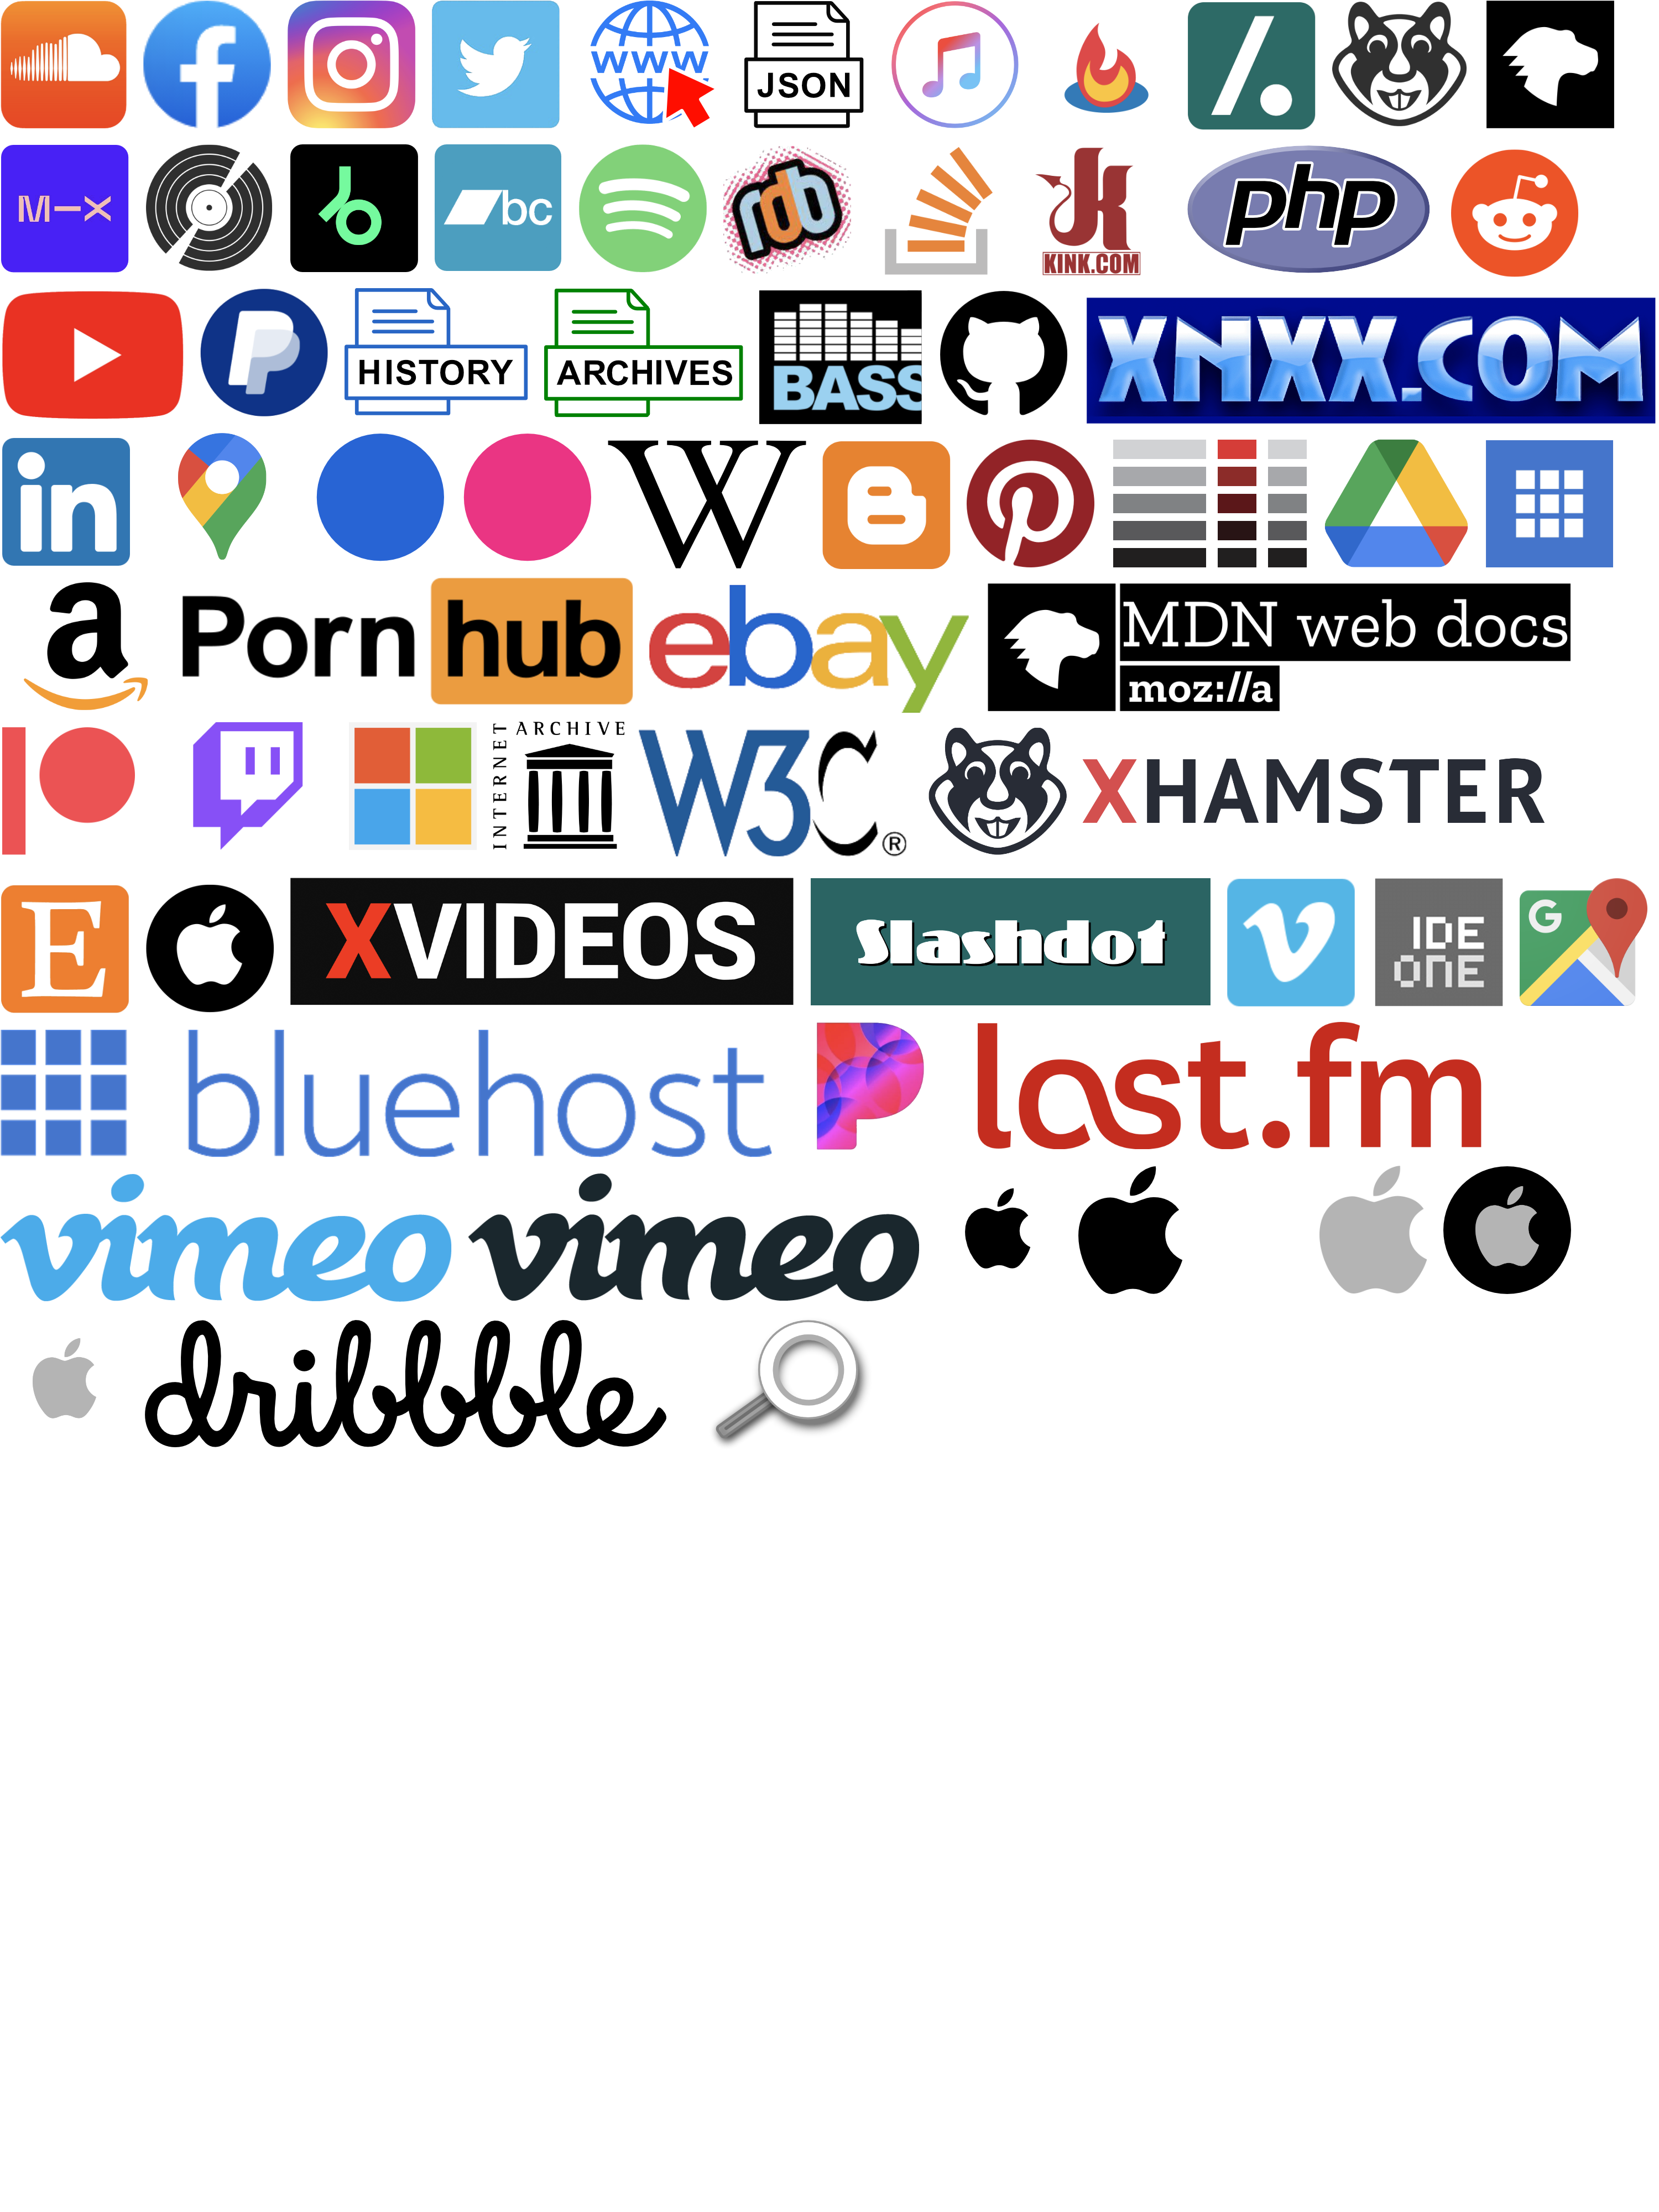 www JSON
M-X bc rdb KINK.COM php
HISTORY ARCHIVES BASS XNXX.COM
in W
a Porn hub ebay MDN web docs
moz://a
INTERNET ARCHIVE W3C® XHAMSTER
E XVIDEOS Slashdot IDE G
ONE
bluehost P last.fm
vimeo vimeo
dribbble